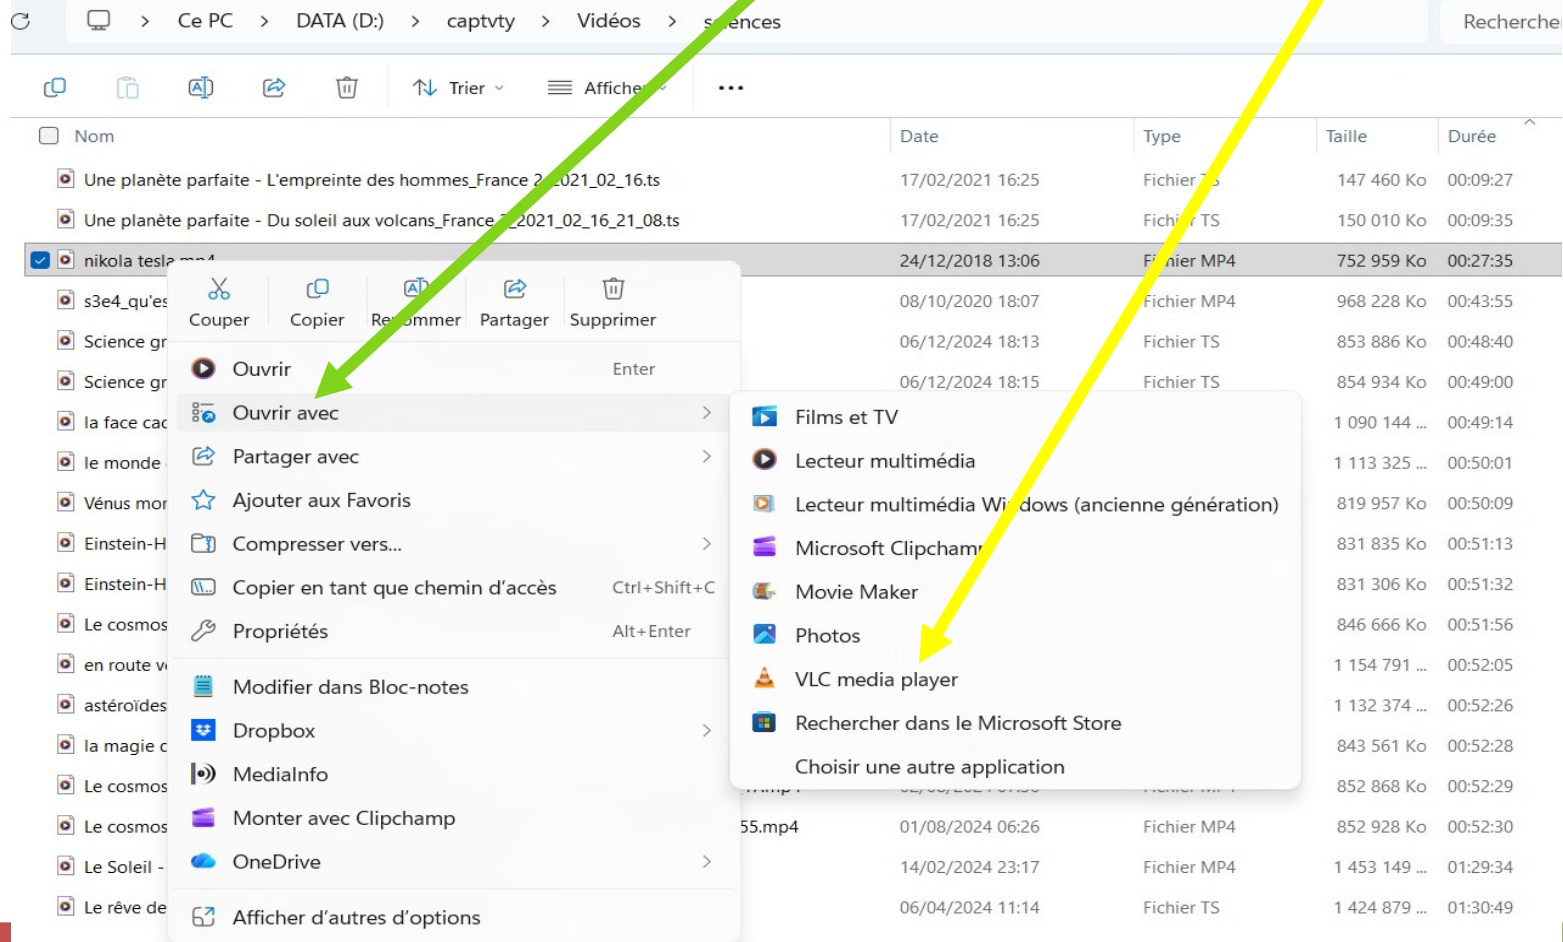 Ce PC > DATA (D:) > captvty > Vidéos > sciences
Rechercher
Trier
Afficher
Nom Date Type Taille Durée
Une planète parfaite - L'empreinte des hommes_France 2_2021_02_16.ts 17/02/2021 16:25 Fichier TS 147 460 Ko 00:09:27
Une planète parfaite - Du soleil aux volcans_France 2_2021_02_16_21_08.ts 17/02/2021 16:25 Fichier TS 150 010 Ko 00:09:35
nikola tesla.mp4 24/12/2018 13:06 Fichier MP4 752 959 Ko 00:27:35
s3e4_qu'es 08/10/2020 18:07 Fichier MP4 968 228 Ko 00:43:55
Science gr 06/12/2024 18:13 Fichier TS 853 886 Ko 00:48:40
Science gr 06/12/2024 18:15 Fichier TS 854 934 Ko 00:49:00
la face cac 1 090 144 ... 00:49:14
le monde 1 113 325 ... 00:50:01
Vénus mor 819 957 Ko 00:50:09
Einstein-H 831 835 Ko 00:51:13
Einstein-H 831 306 Ko 00:51:32
Le cosmos 846 666 Ko 00:51:56
en route v 1 154 791 ... 00:52:05
astéroïdes 1 132 374 ... 00:52:26
la magie c 843 561 Ko 00:52:28
Le cosmos 852 868 Ko 00:52:29
Le cosmos 55.mp4 01/08/2024 06:26 Fichier MP4 852 928 Ko 00:52:30
Le Soleil - 14/02/2024 23:17 Fichier MP4 1 453 149 ... 01:29:34
Le rêve de 06/04/2024 11:14 Fichier TS 1 424 879 ... 01:30:49
Couper Copier Renommer Partager Supprimer
Ouvrir Enter
Ouvrir avec
Partager avec
Ajouter aux Favoris
Compresser vers...
Copier en tant que chemin d'accès Ctrl+Shift+C
Propriétés Alt+Enter
Modifier dans Bloc-notes
Dropbox
MediaInfo
Monter avec Clipchamp
OneDrive
Afficher d'autres d'options
Films et TV
Lecteur multimédia
Lecteur multimédia Windows (ancienne génération)
Microsoft Clipchamp
Movie Maker
Photos
VLC media player
Rechercher dans le Microsoft Store
Choisir une autre application